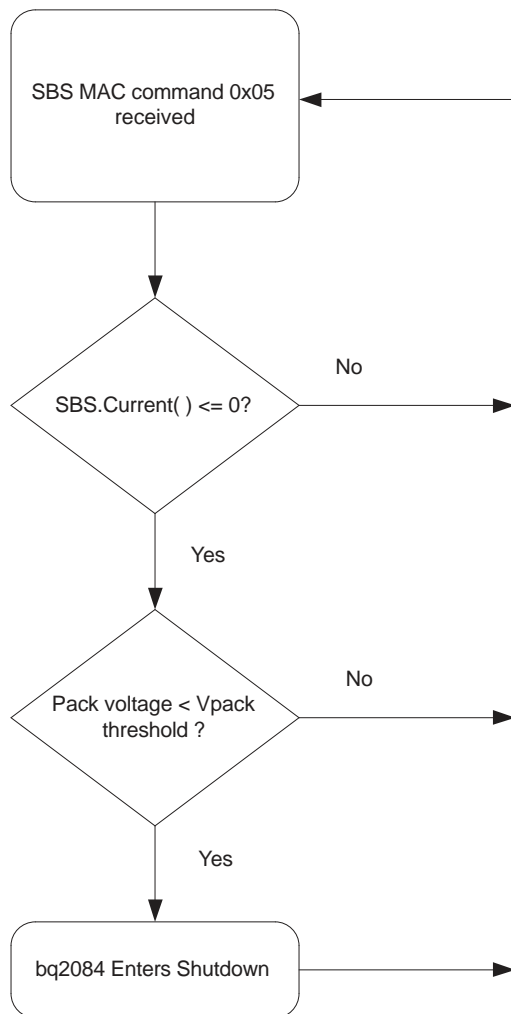 SBS MAC command 0x05
received
No
SBS.Current( ) <= 0?
Yes
No
Pack voltage < Vpack
threshold ?
Yes
bq2084 Enters Shutdown